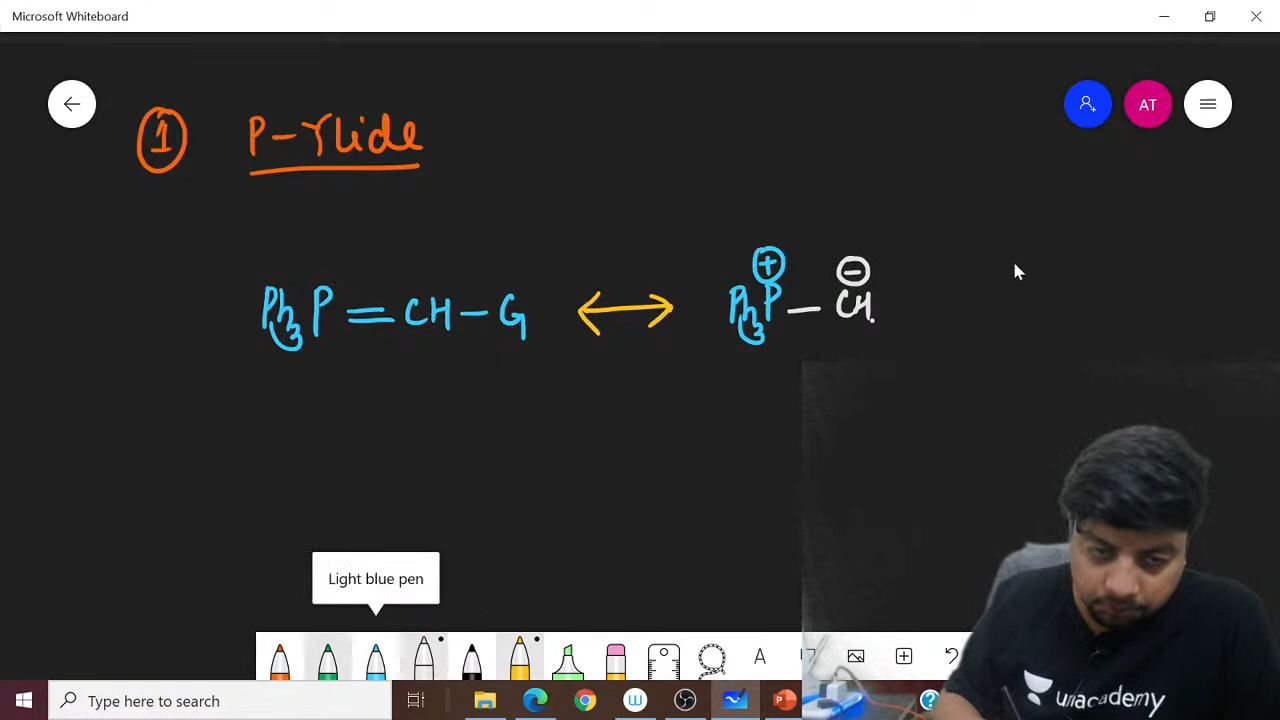 Microsoft Whiteboard
① P-Ylide
AT
Ph₃P=CH-G ↔ Ph₃P⊕-CH⊖
Light blue pen
A
Type here to search
unacademy